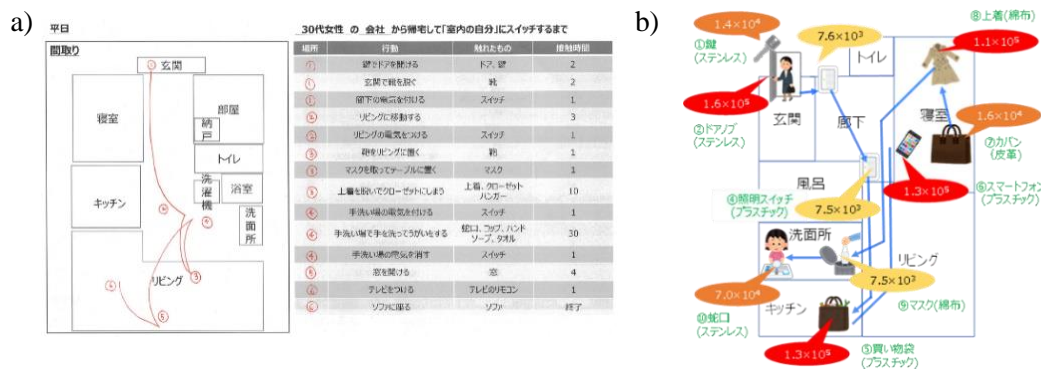 a)
平日
間取り
玄関
寝室
部屋
納戸
トイレ
洗濯機
浴室
キッチン
洗面所
リビング
30代女性 の 会社 から帰宅して「室内の自分」にスイッチするまで
場所 行動 触れたもの 接触時間
① 鍵でドアを開ける ドア、鍵 2
① 玄関で靴を脱ぐ 靴 2
① 廊下の電気を付ける スイッチ 1
② リビングに移動する 3
② リビングの電気をつける スイッチ 1
③ 鞄をリビングに置く 鞄 1
③ マスクを取ってテーブルに置く マスク 1
③ 上着を脱いでクローゼットにしまう 上着、クローゼット ハンガー 10
④ 手洗い場の電気を付ける スイッチ 1
④ 手洗い場で手を洗ってうがいをする 蛇口、コップ、ハンドソープ、タオル 30
④ 手洗い場の電気を消す スイッチ 1
⑤ 窓を開ける 窓 4
⑥ テレビをつける テレビのリモコン 1
⑥ ソファに座る ソファ 終了
b)
1.4×10⁴
①鍵
(ステンレス)
7.6×10³
トイレ
⑧上着(綿布)
1.1×10⁵
1.6×10⁵
②ドアノブ
(ステンレス)
玄関
廊下
寝室
1.6×10⁴
⑦カバン
(皮革)
1.3×10⁵
⑥スマートフォン
(プラスチック)
風呂
④照明スイッチ
(プラスチック)
7.5×10³
洗面所
リビング
7.5×10³
⑨マスク(綿布)
7.0×10⁴
⑩蛇口
(ステンレス)
キッチン
1.3×10⁵
⑤買い物袋
(プラスチック)